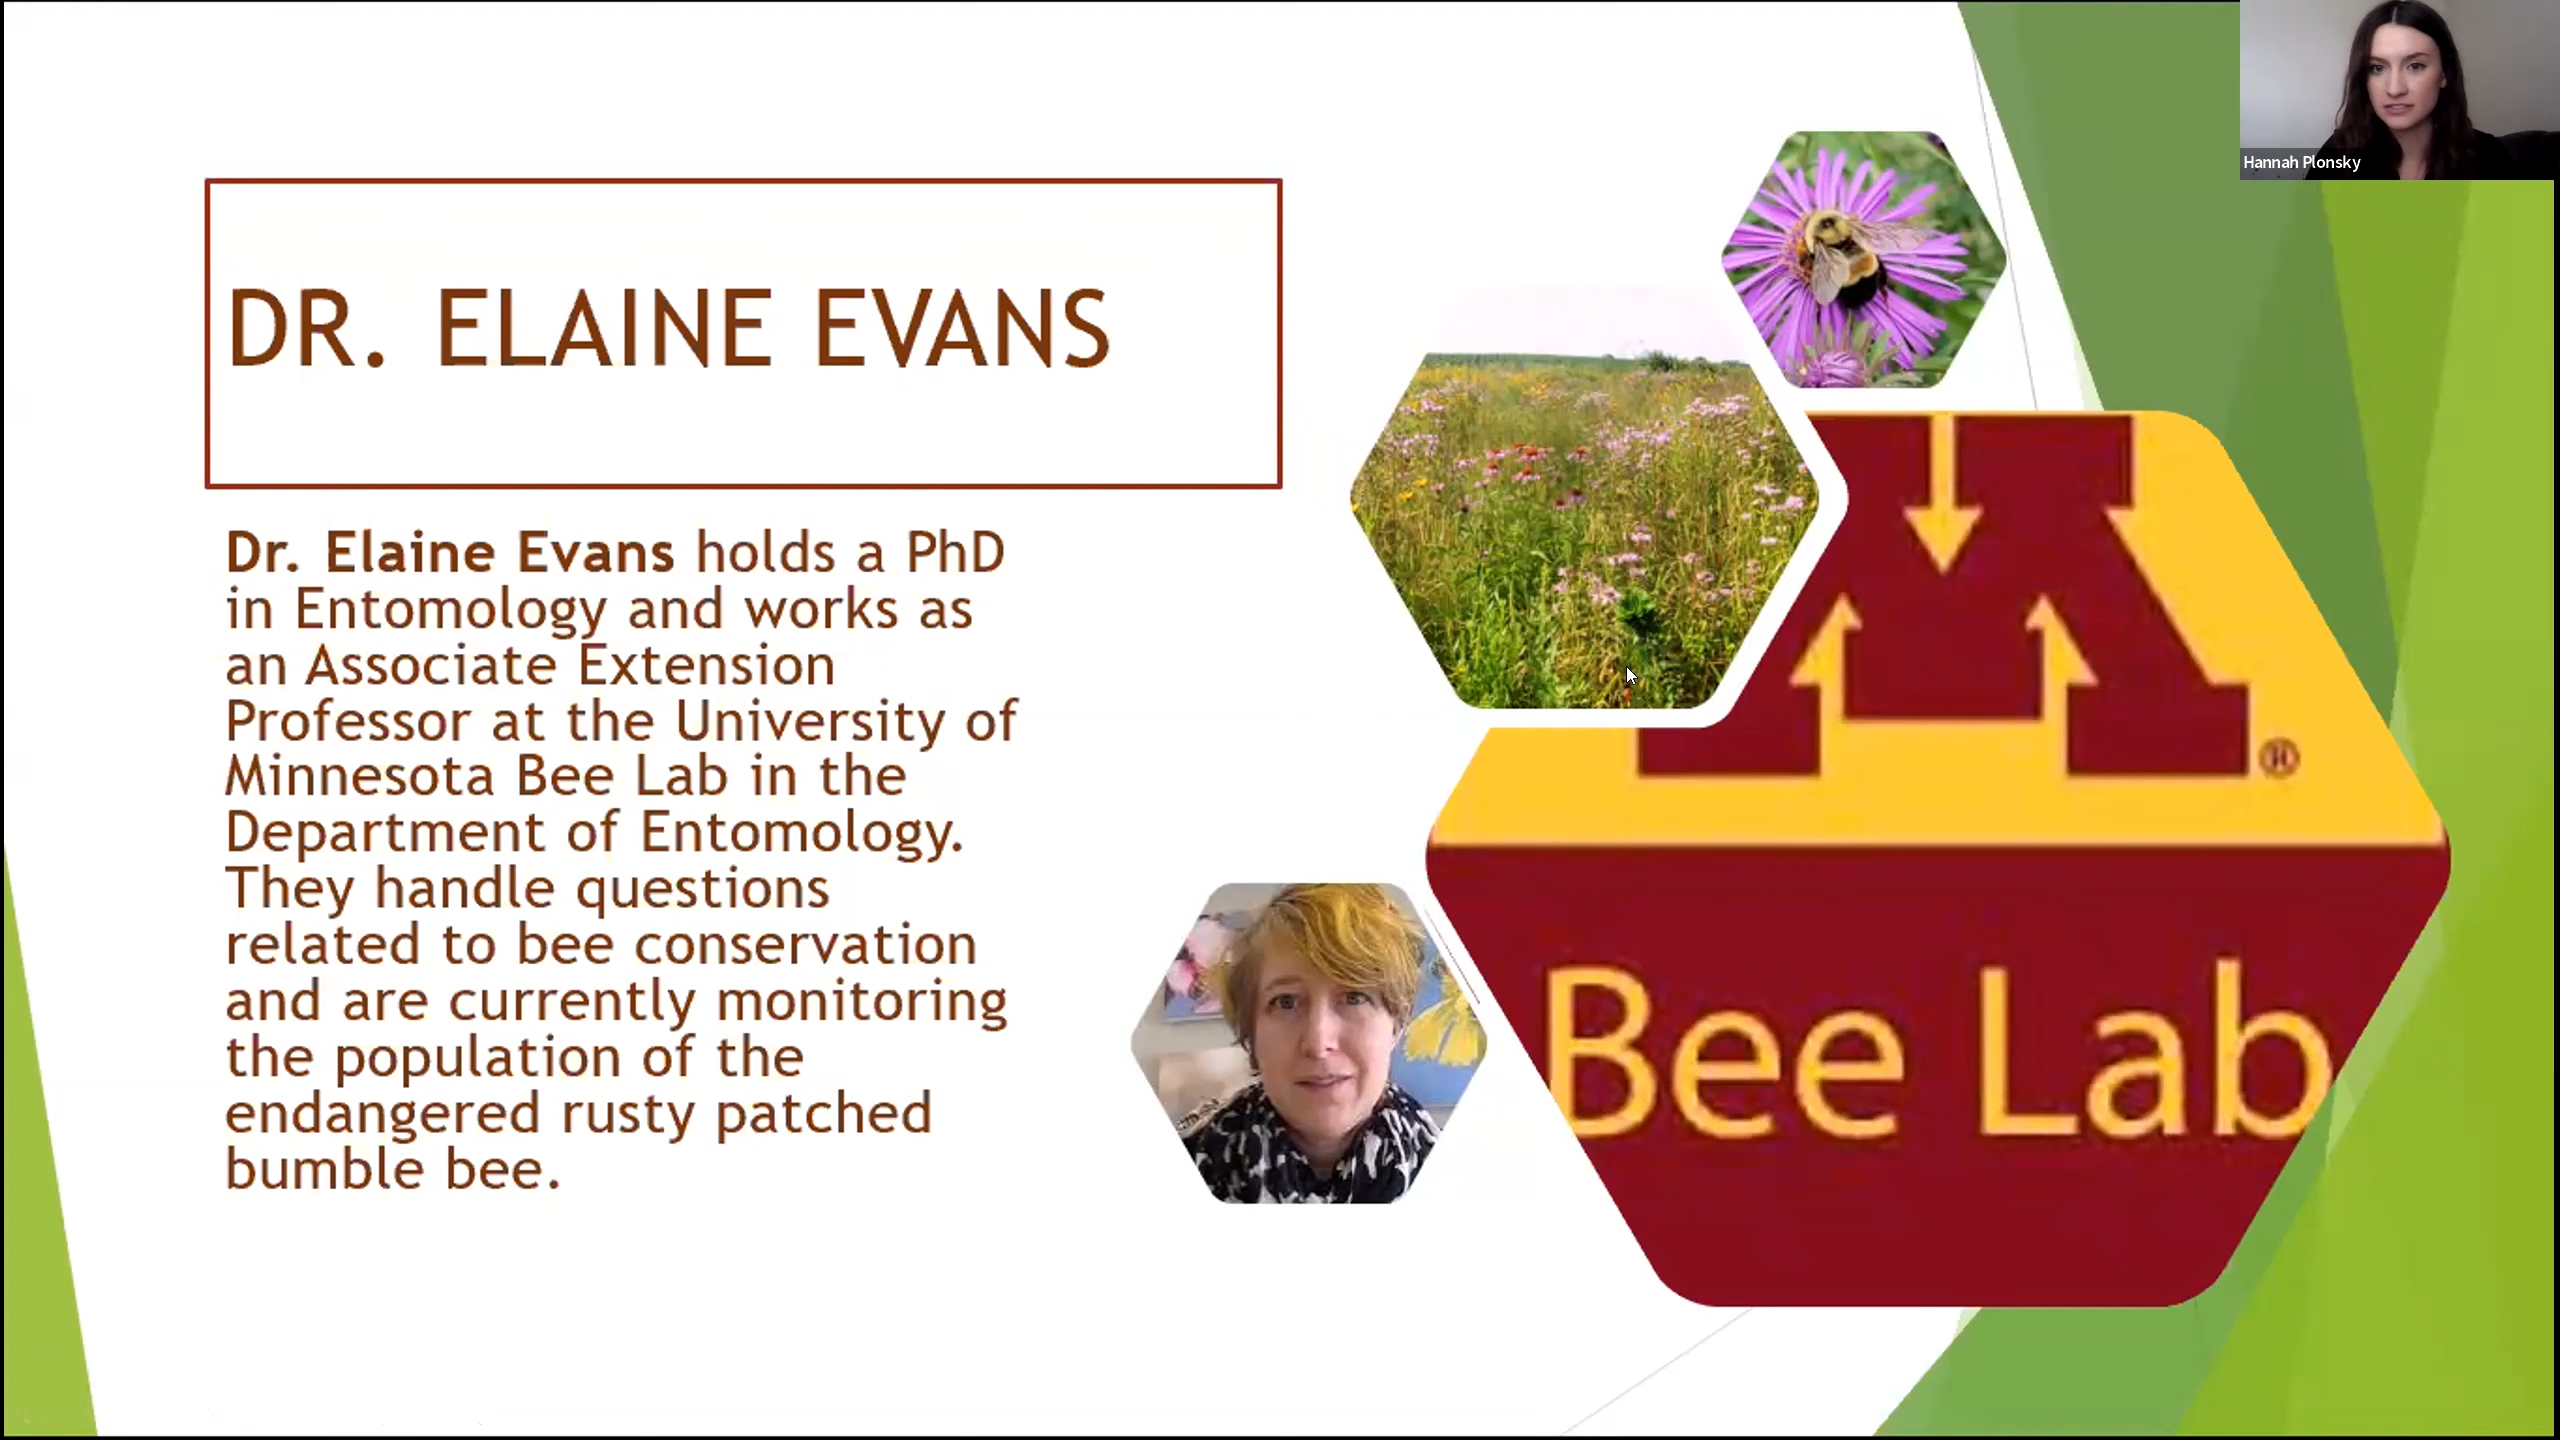 Hannah Plonsky
DR. ELAINE EVANS
Dr. Elaine Evans holds a PhD
in Entomology and works as
an Associate Extension
Professor at the University of
Minnesota Bee Lab in the
Department of Entomology.
They handle questions
related to bee conservation
and are currently monitoring
the population of the
endangered rusty patched
bumble bee.
M®
Bee Lab